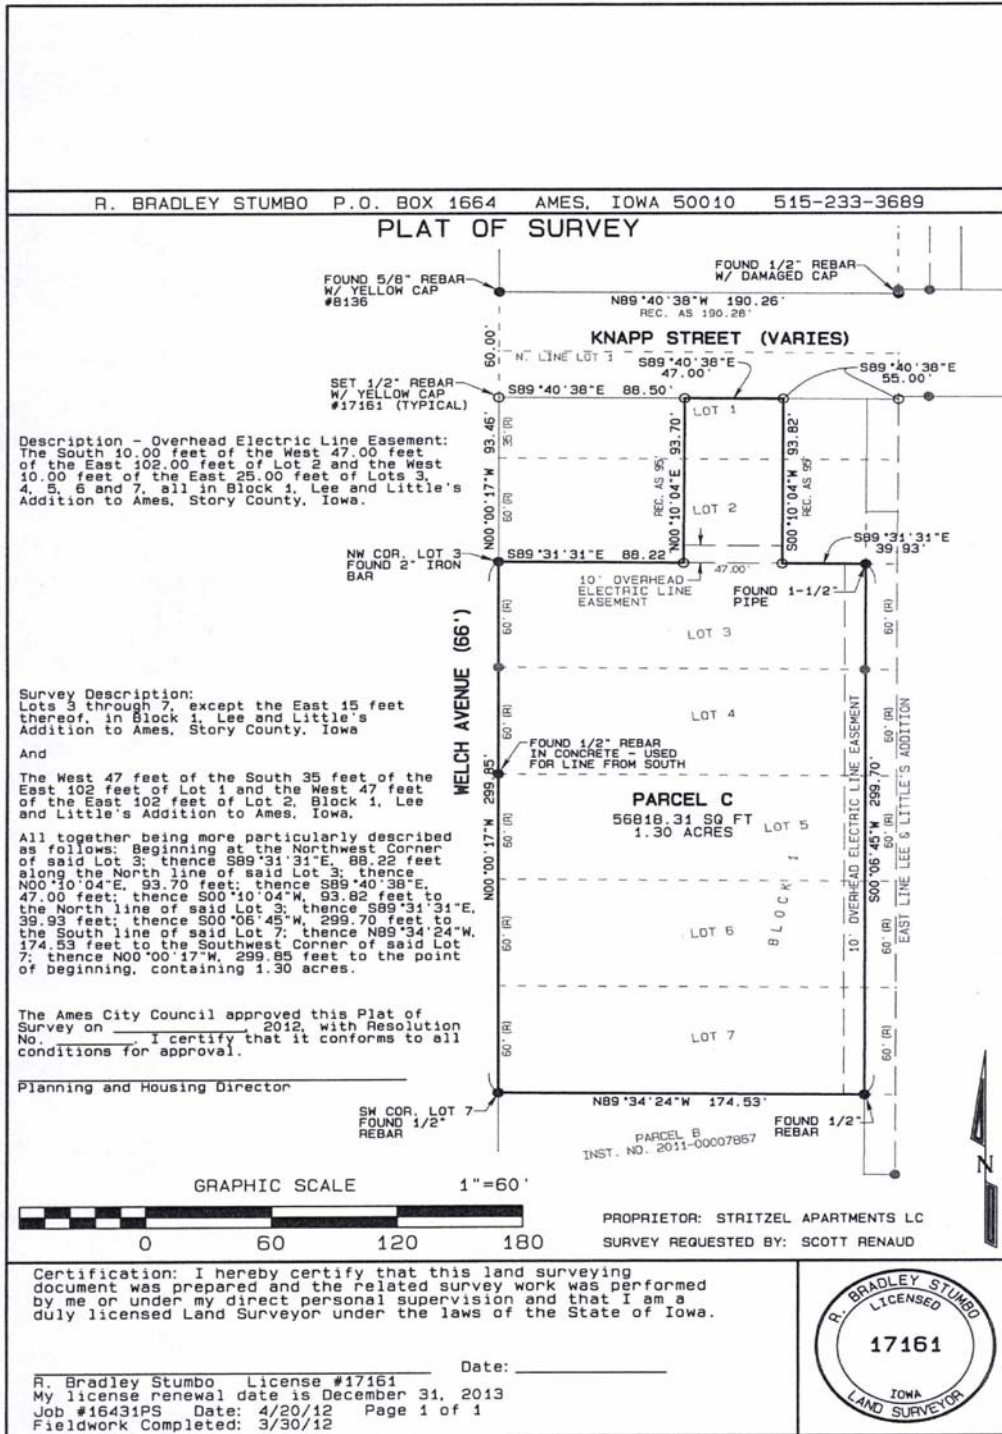 R. BRADLEY STUMBO P.O. BOX 1664 AMES, IOWA 50010 515-233-3689
PLAT OF SURVEY
FOUND 5/8" REBAR
W/ YELLOW CAP
#8136
FOUND 1/2" REBAR
W/ DAMAGED CAP
N89°40'38"W 190.26'
REC. AS 190.26'
60.00'
KNAPP STREET (VARIES)
N. LINE LOT 1
S89°40'38"E
47.00'
S89°40'38"E
55.00'
SET 1/2" REBAR
W/ YELLOW CAP
#17161 (TYPICAL)
S89°40'38"E 88.50'
LOT 1
N00°00'17"W 93.46'
35.(R)
60.'(R)
REC. AS 95'
N00°10'04"E 93.70'
S00°10'04"W 93.82'
REC. AS 95'
Description - Overhead Electric Line Easement:
The South 10.00 feet of the West 47.00 feet
of the East 102.00 feet of Lot 2 and the West
10.00 feet of the East 25.00 feet of Lots 3,
4, 5, 6 and 7, all in Block 1, Lee and Little's
Addition to Ames, Story County, Iowa.
LOT 2
NW COR. LOT 3
FOUND 2" IRON
BAR
S89°31'31"E 88.22'
47.00'
S89°31'31"E
39.93'
10' OVERHEAD
ELECTRIC LINE
EASEMENT
FOUND 1-1/2"
PIPE
60.'(R)
LOT 3
60.'(R)
WELCH AVENUE (66')
Survey Description:
Lots 3 through 7, except the East 15 feet
thereof, in Block 1, Lee and Little's
Addition to Ames, Story County, Iowa
And
The West 47 feet of the South 35 feet of the
East 102 feet of Lot 1 and the West 47 feet
of the East 102 feet of Lot 2, Block 1, Lee
and Little's Addition to Ames, Iowa,
All together being more particularly described
as follows: Beginning at the Northwest Corner
of said Lot 3; thence S89°31'31"E, 88.22 feet
along the North line of said Lot 3; thence
N00°10'04"E, 93.70 feet; thence S89°40'38"E,
47.00 feet; thence S00°10'04"W, 93.82 feet to
the North line of said Lot 3; thence S89°31'31"E,
39.93 feet; thence S00°06'45"W, 299.70 feet to
the South line of said Lot 7; thence N89°34'24"W,
174.53 feet to the Southwest Corner of said Lot
7; thence N00°00'17"W, 299.85 feet to the point
of beginning, containing 1.30 acres.
60.'(R)
LOT 4
60.'(R)
FOUND 1/2" REBAR
IN CONCRETE - USED
FOR LINE FROM SOUTH
N00°00'17"W 299.85'
PARCEL C
56818.31 SQ FT
1.30 ACRES
60.'(R)
LOT 5
60.'(R)
BLOCK 1
10' OVERHEAD ELECTRIC LINE EASEMENT
S00°06'45"W 299.70'
EAST LINE LEE & LITTLE'S ADDITION
60.'(R)
LOT 6
60.'(R)
60.'(R)
LOT 7
60.'(R)
The Ames City Council approved this Plat of
Survey on ____________, 2012, with Resolution
No. ________. I certify that it conforms to all
conditions for approval.
Planning and Housing Director
N89°34'24"W 174.53'
SW COR. LOT 7
FOUND 1/2"
REBAR
FOUND 1/2"
REBAR
PARCEL B
INST. NO. 2011-00007867
N
GRAPHIC SCALE 1"=60'
0 60 120 180
PROPRIETOR: STRITZEL APARTMENTS LC
SURVEY REQUESTED BY: SCOTT RENAUD
Certification: I hereby certify that this land surveying
document was prepared and the related survey work was performed
by me or under my direct personal supervision and that I am a
duly licensed Land Surveyor under the laws of the State of Iowa.
Date: ____________
R. Bradley Stumbo License #17161
My license renewal date is December 31, 2013
Job #16431PS Date: 4/20/12 Page 1 of 1
Fieldwork Completed: 3/30/12
R. BRADLEY STUMBO
LICENSED
17161
IOWA
LAND SURVEYOR